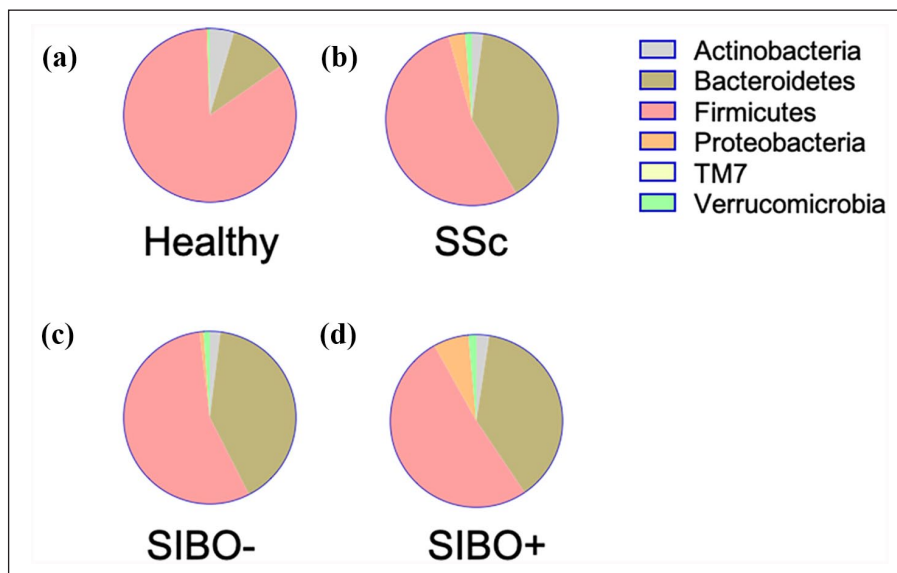 (a)
Healthy
(b)
SSc
Actinobacteria
Bacteroidetes
Firmicutes
Proteobacteria
TM7
Verrucomicrobia
(c)
SIBO-
(d)
SIBO+